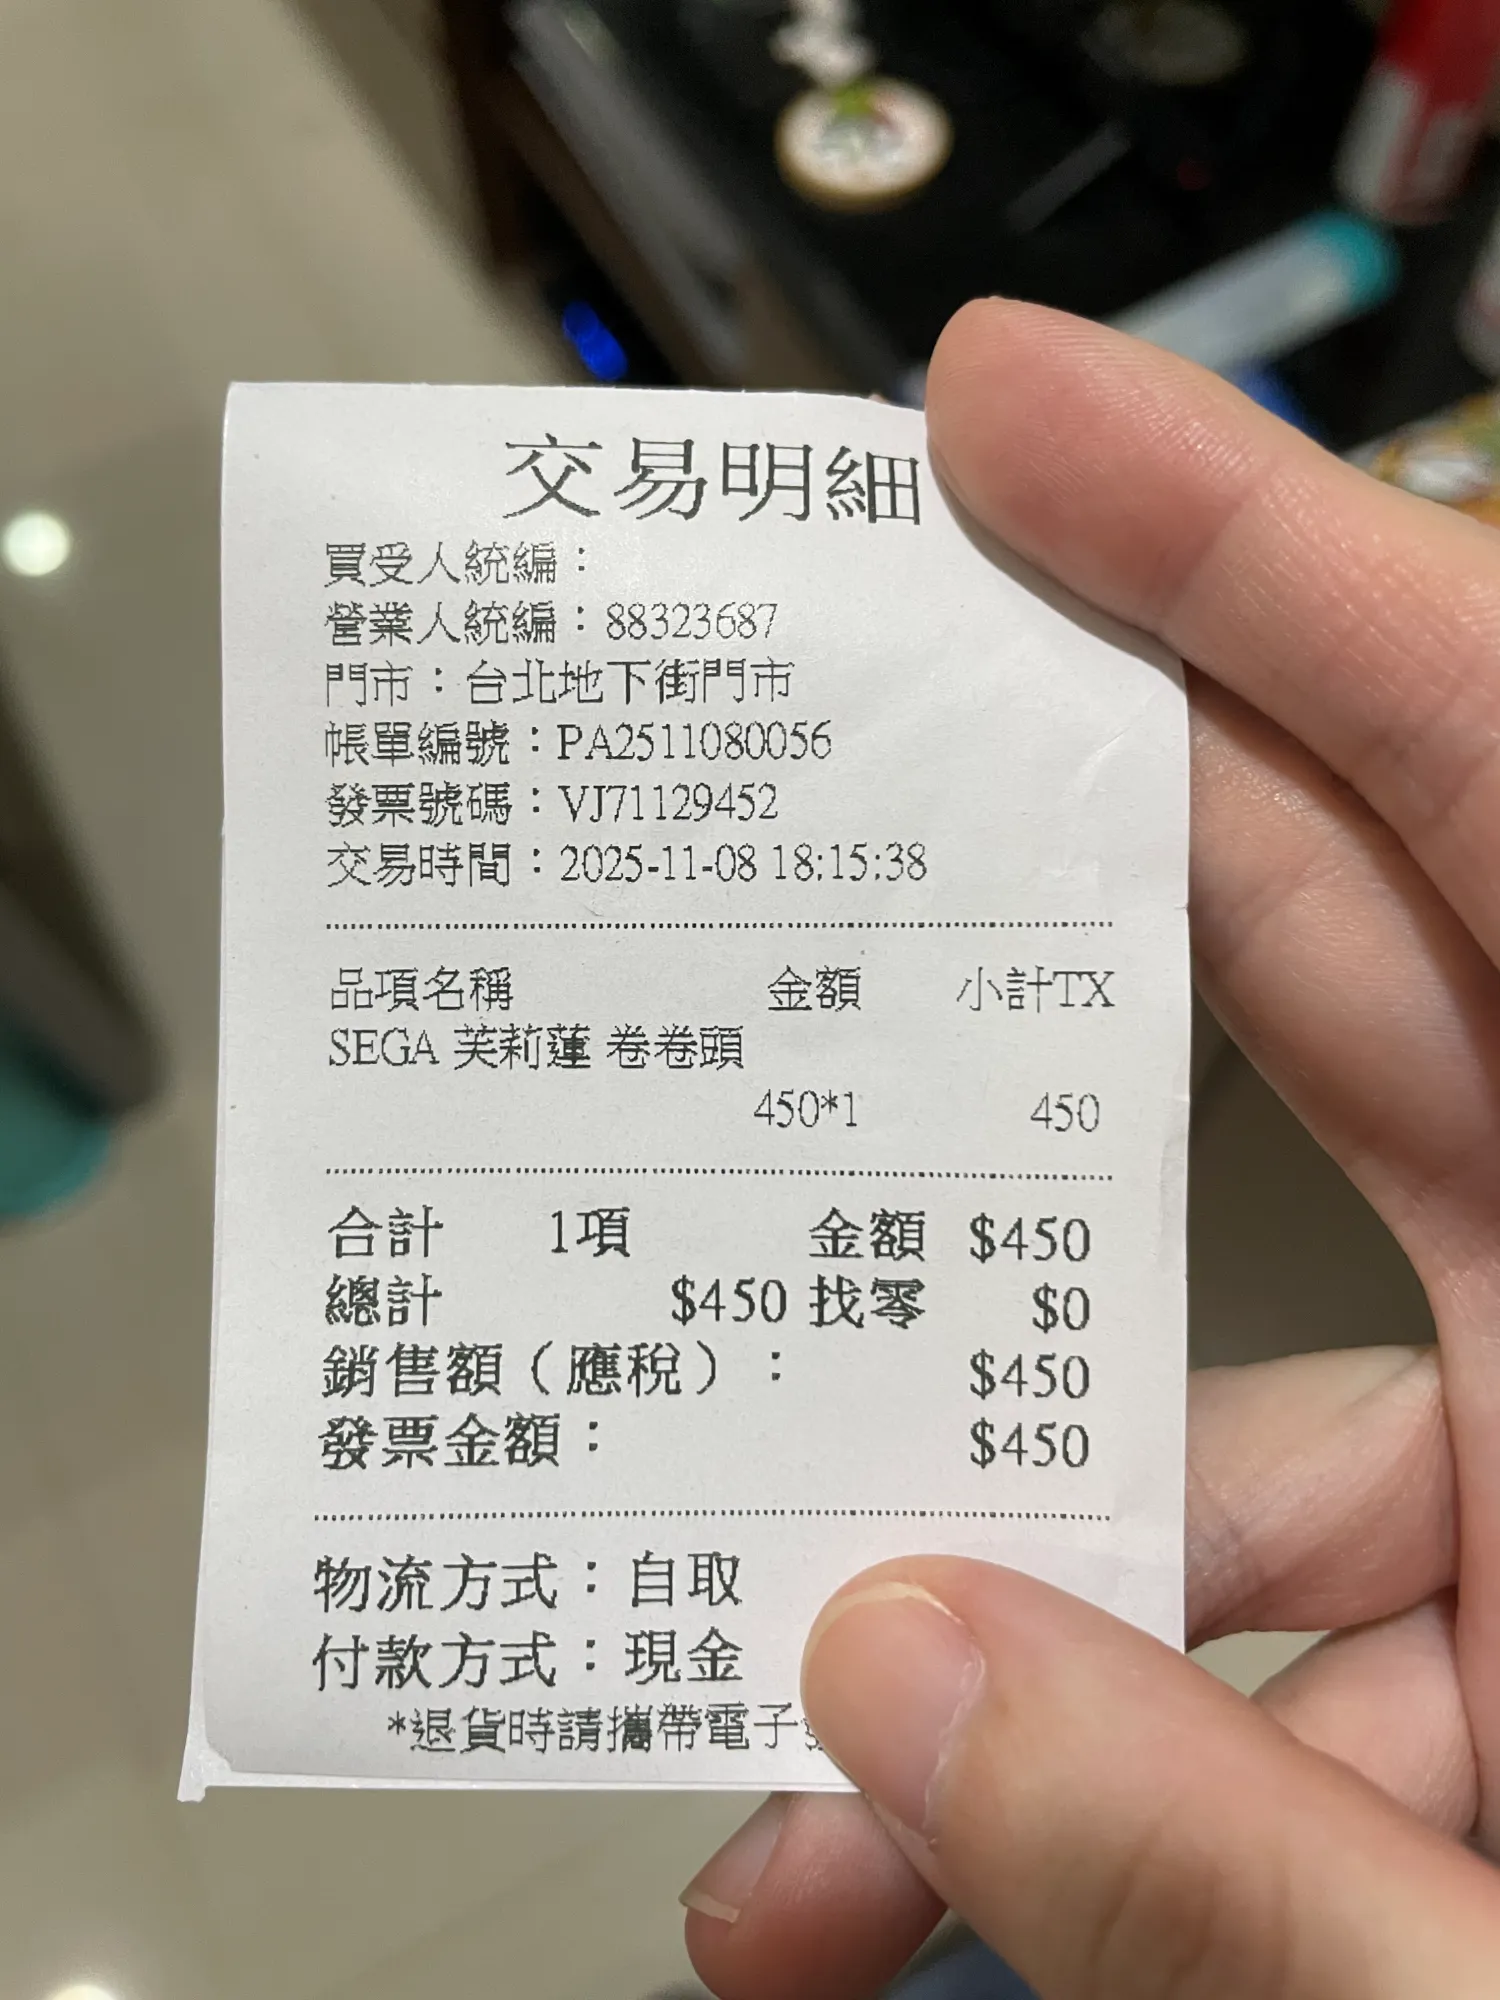 交易明細
買受人統編：
營業人統編：88323687
門市：台北地下街門市
帳單編號：PA2511080056
發票號碼：VJ71129452
交易時間：2025-11-08 18:15:38
品項名稱 金額 小計TX
SEGA 芙莉蓮 卷卷頭
450*1 450
合計 1項 金額 $450
總計 $450 找零 $0
銷售額（應稅）： $450
發票金額： $450
物流方式：自取
付款方式：現金
*退貨時請攜帶電子